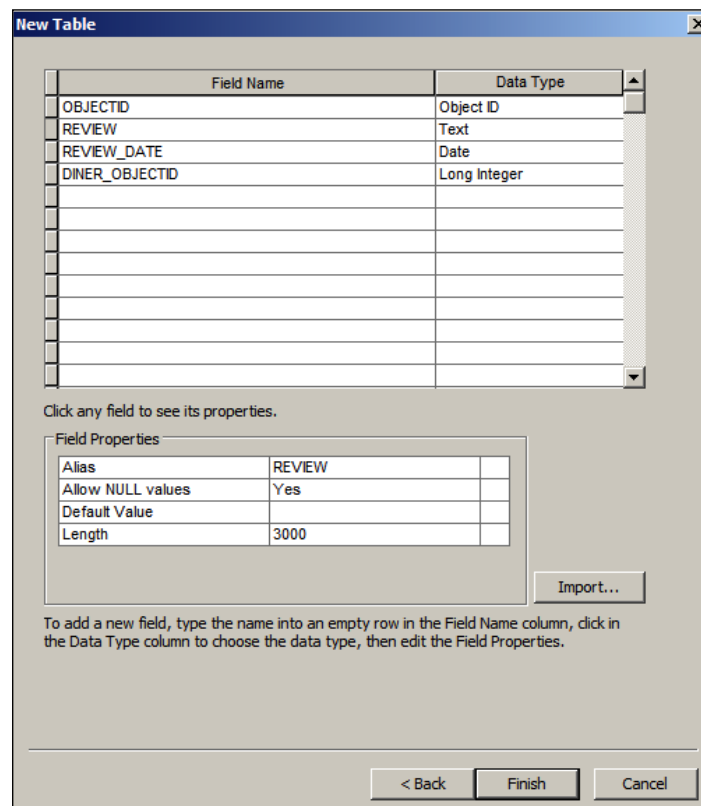 New Table
Field Name Data Type
OBJECTID Object ID
REVIEW Text
REVIEW_DATE Date
DINER_OBJECTID Long Integer
Click any field to see its properties.
Field Properties
Alias REVIEW
Allow NULL values Yes
Default Value
Length 3000
Import...
To add a new field, type the name into an empty row in the Field Name column, click in
the Data Type column to choose the data type, then edit the Field Properties.
< Back Finish Cancel